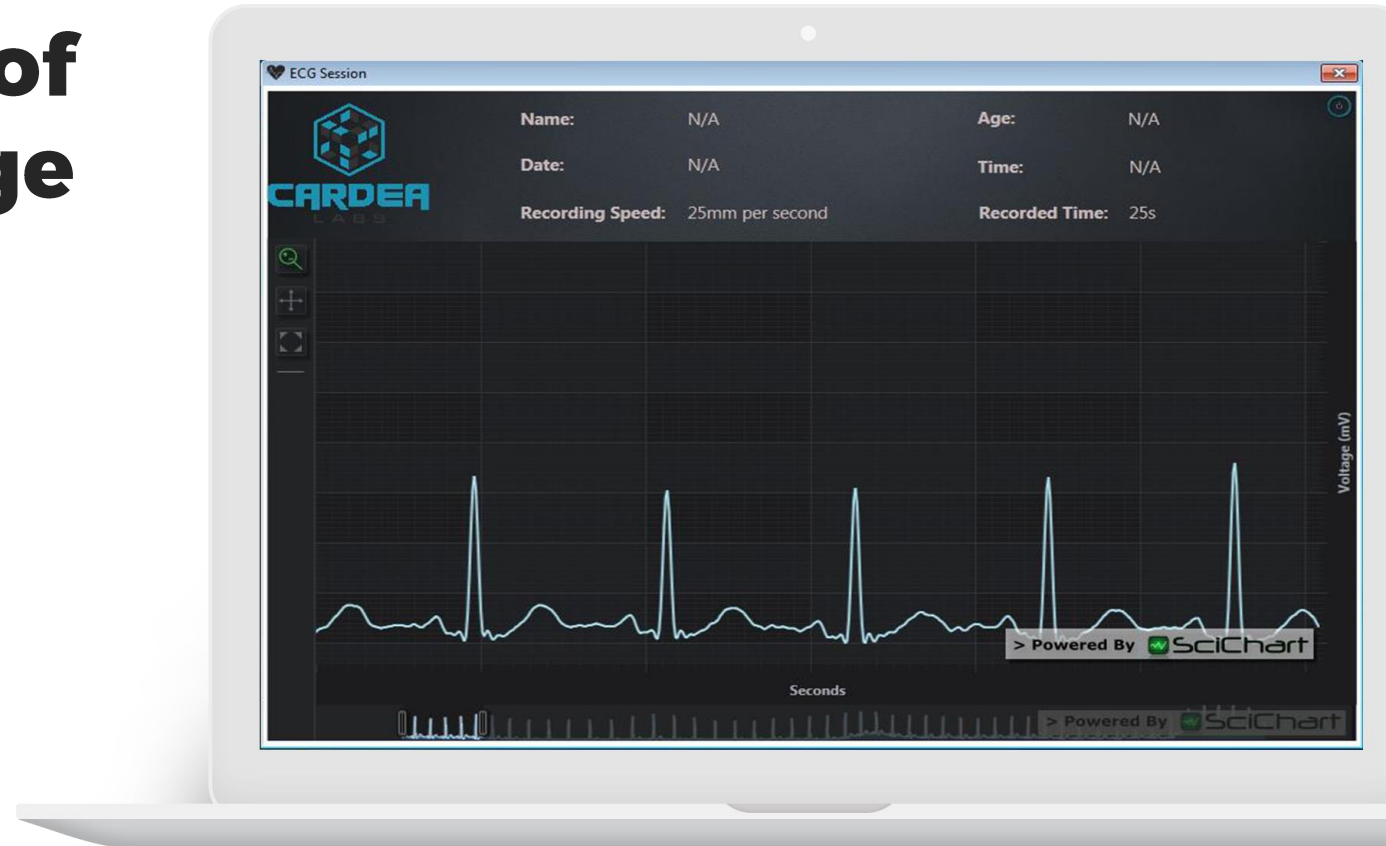 of
ge
ECG Session
CARDEA
LABS
Name: N/A Age: N/A
Date: N/A Time: N/A
Recording Speed: 25mm per second Recorded Time: 25s
Voltage (mV)
> Powered By SciChart
Seconds
> Powered By SciChart